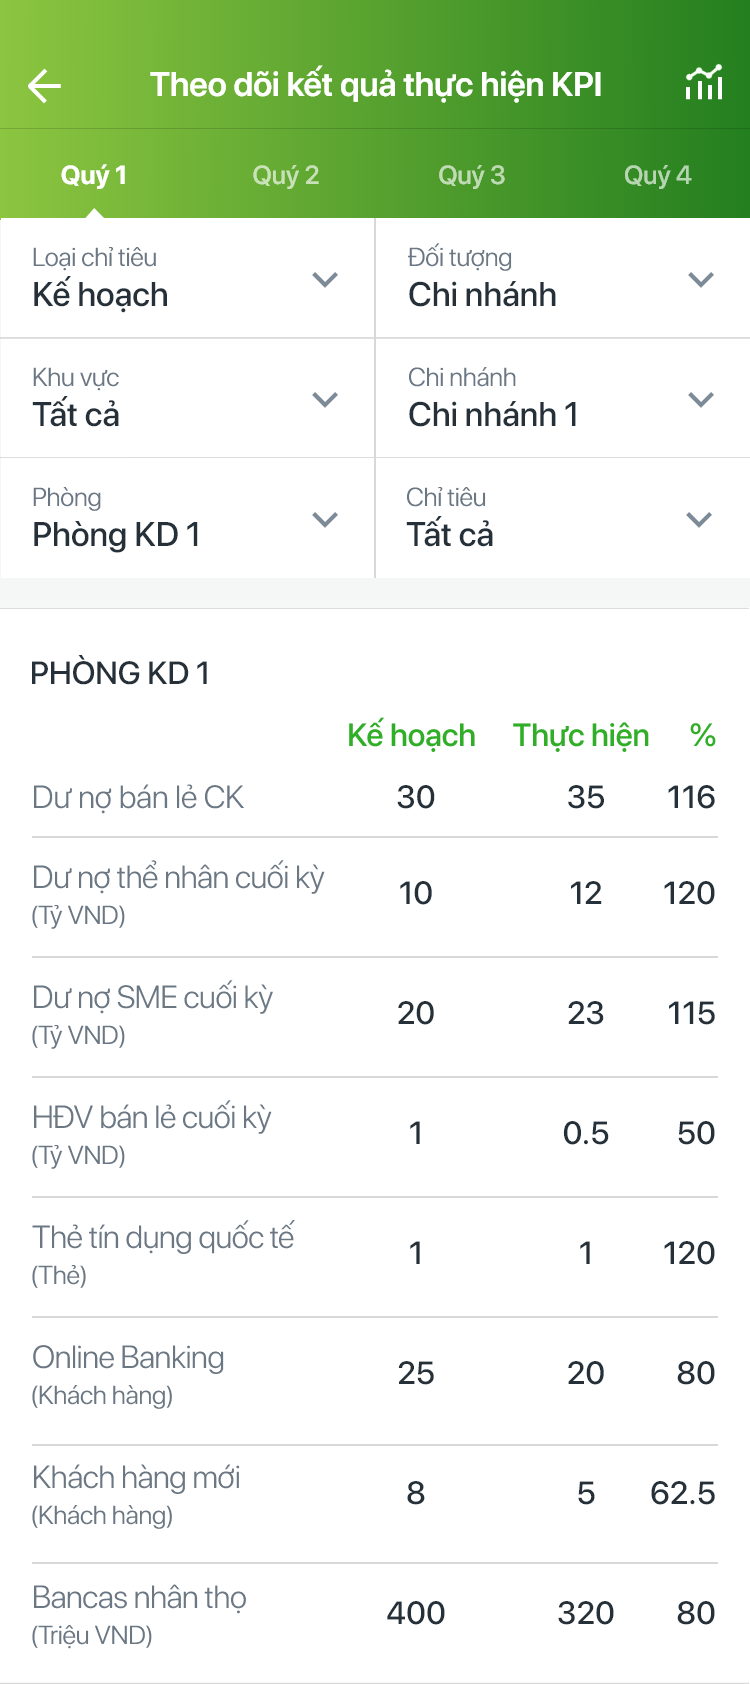 Theo dõi kết quả thực hiện KPI
Quý 1 Quý 2 Quý 3 Quý 4
Loại chỉ tiêu Đối tượng
Kế hoạch Chi nhánh
Khu vực Chi nhánh
Tất cả Chi nhánh 1
Phòng Chỉ tiêu
Phòng KD 1 Tất cả
PHÒNG KD 1
Kế hoạch Thực hiện %
Dư nợ bán lẻ CK 30 35 116
Dư nợ thể nhân cuối kỳ 10 12 120
(Tỷ VND)
Dư nợ SME cuối kỳ 20 23 115
(Tỷ VND)
HĐV bán lẻ cuối kỳ 1 0.5 50
(Tỷ VND)
Thẻ tín dụng quốc tế 1 1 120
(Thẻ)
Online Banking 25 20 80
(Khách hàng)
Khách hàng mới 8 5 62.5
(Khách hàng)
Bancas nhân thọ 400 320 80
(Triệu VND)